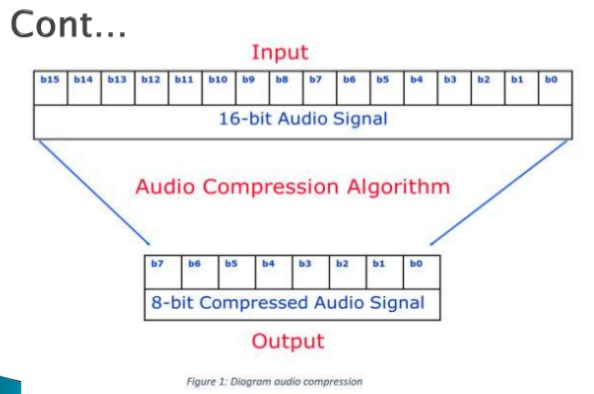 Cont...
Input
b15 b14 b13 b12 b11 b10 b9 b8 b7 b6 b5 b4 b3 b2 b1 b0
16-bit Audio Signal
Audio Compression Algorithm
b7 b6 b5 b4 b3 b2 b1 b0
8-bit Compressed Audio Signal
Output
Figure 1: Diagram audio compression